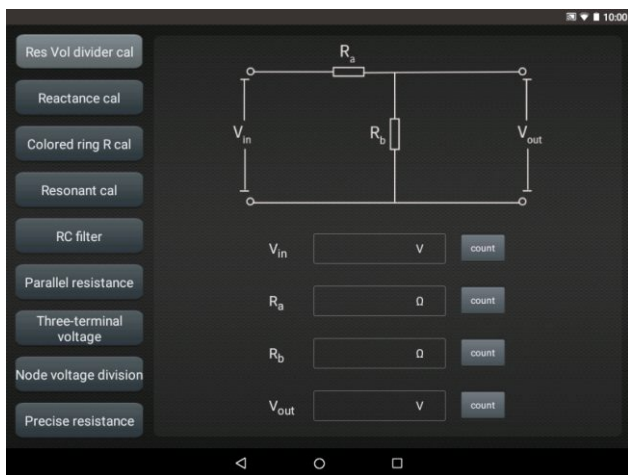 10:00
Res Vol divider cal
Reactance cal
Colored ring R cal
Resonant cal
RC filter
Parallel resistance
Three-terminal
voltage
Node voltage division
Precise resistance
Ra
Vin
Rb
Vout
Vin V count
Ra Ω count
Rb Ω count
Vout V count